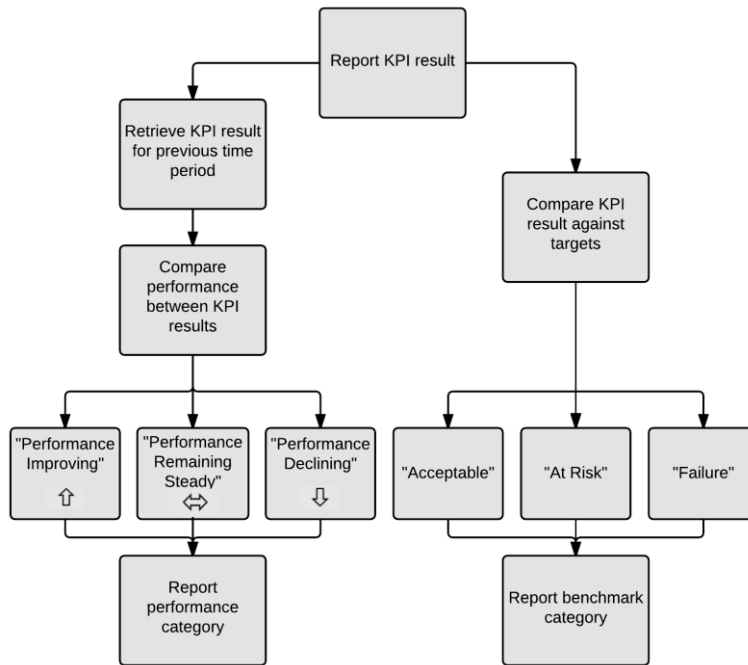 Report KPI result
Retrieve KPI result
for previous time
period
Compare KPI
result against
targets
Compare
performance
between KPI
results
"Performance
Improving"
"Performance
Remaining
Steady"
"Performance
Declining"
"Acceptable"
"At Risk"
"Failure"
Report
performance
category
Report benchmark
category